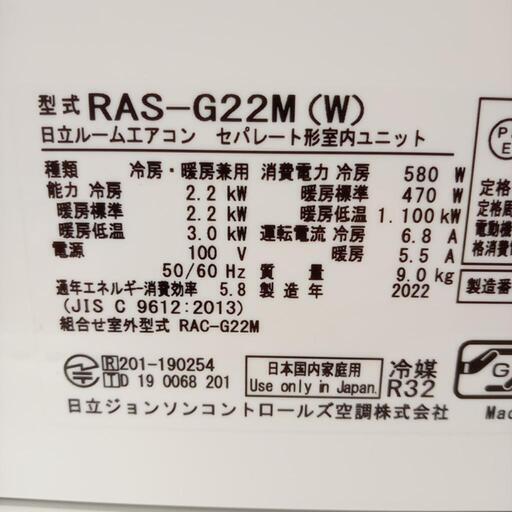 型式 RAS-G22M(W)
日立ルームエアコン セパレート形室内ユニット
種類 冷房・暖房兼用 消費電力 冷房 580 W
能力 冷房 2.2 kW 暖房標準 470 W
暖房標準 2.2 kW 暖房低温 1.100 kW
暖房低温 3.0 kW 運転電流 冷房 6.8 A
電源 100 V 暖房 5.5 A
50/60 Hz 質量 9.0 kg
通年エネルギー消費効率 5.8 製造年 2022
(JIS C 9612:2013)
組合せ室外型式 RAC-G22M
R201-190254
T D 19 0068 201
日本国内家庭用
Use only in Japan.
冷媒
R32
日立ジョンソンコントロールズ空調株式会社
P
E
定格
定格周
電動機
格消費
製造番
G
Mad